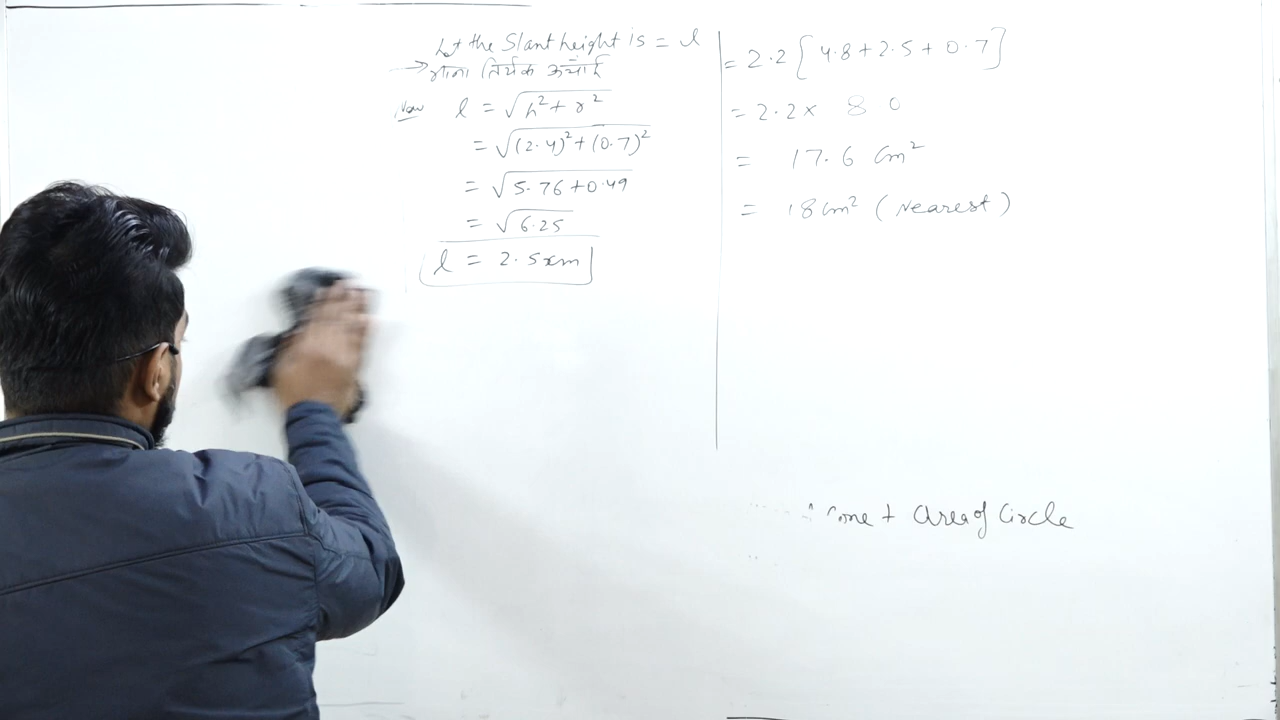 Let the Slant height is = l
→ माना तिर्यक ऊंचाई
Now l = √h² + r²
= √(2.4)² + (0.7)²
= √5.76 + 0.49
= √6.25
l = 2.5 cm
= 2.2 [4.8 + 2.5 + 0.7]
= 2.2 × 8 0
= 17.6 cm²
= 18 cm² (Nearest)
+ Area of Circle